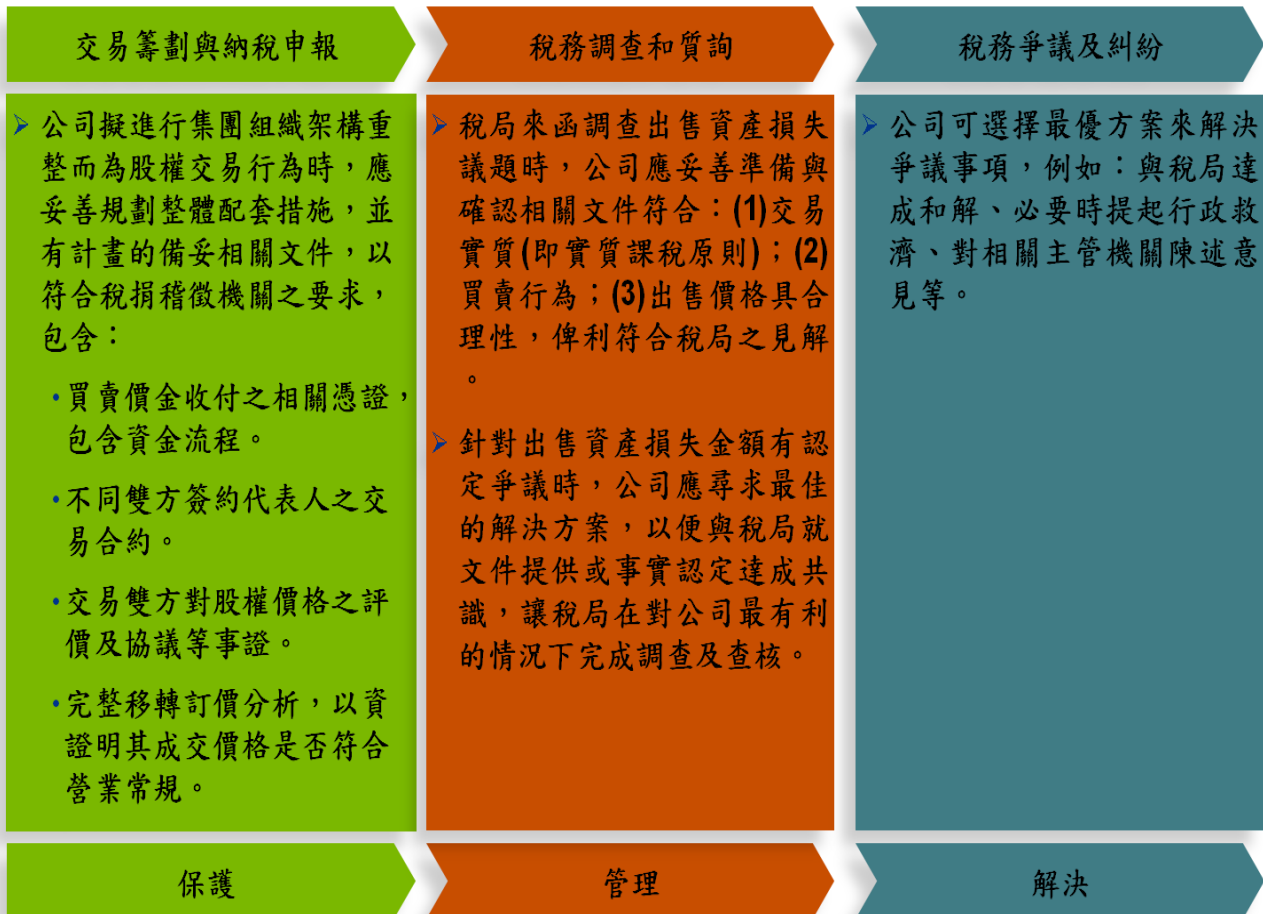 交易籌劃與納稅申報
稅務調查和質詢
稅務爭議及糾紛
➢ 公司擬進行集團組織架構重
整而為股權交易行為時，應
妥善規劃整體配套措施，並
有計畫的備妥相關文件，以
符合稅捐稽徵機關之要求，
包含：
•買賣價金收付之相關憑證，
包含資金流程。
•不同雙方簽約代表人之交
易合約。
•交易雙方對股權價格之評
價及協議等事證。
•完整移轉訂價分析，以資
證明其成交價格是否符合
營業常規。
➢ 稅局來函調查出售資產損失
議題時，公司應妥善準備與
確認相關文件符合：(1)交易
實質(即實質課稅原則)；(2)
買賣行為；(3)出售價格具合
理性，俾利符合稅局之見解
。
➢ 針對出售資產損失金額有認
定爭議時，公司應尋求最佳
的解決方案，以便與稅局就
文件提供或事實認定達成共
識，讓稅局在對公司最有利
的情況下完成調查及查核。
➢ 公司可選擇最優方案來解決
爭議事項，例如：與稅局達
成和解、必要時提起行政救
濟、對相關主管機關陳述意
見等。
保護
管理
解決